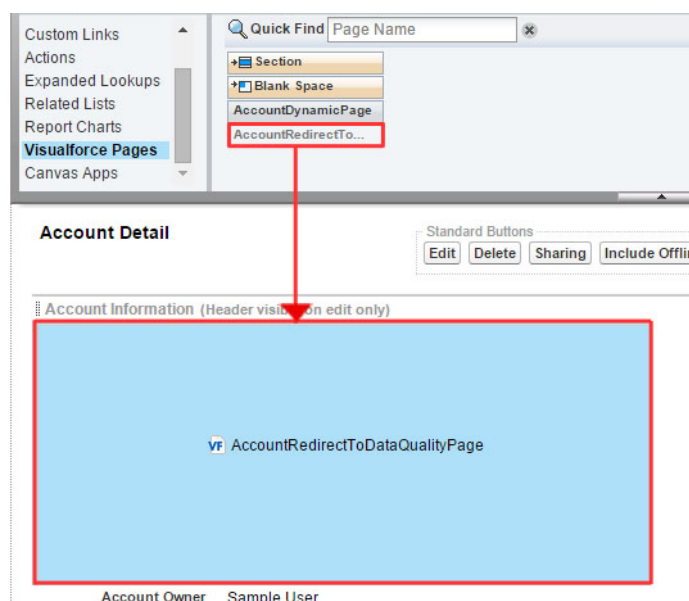 Custom Links
Actions
Expanded Lookups
Related Lists
Report Charts
Visualforce Pages
Canvas Apps
Quick Find Page Name
Section
Blank Space
AccountDynamicPage
AccountRedirectTo...
Account Detail
Standard Buttons
Edit Delete Sharing Include Offli
Account Information (Header visible on edit only)
VF AccountRedirectToDataQualityPage
Account Owner Sample User